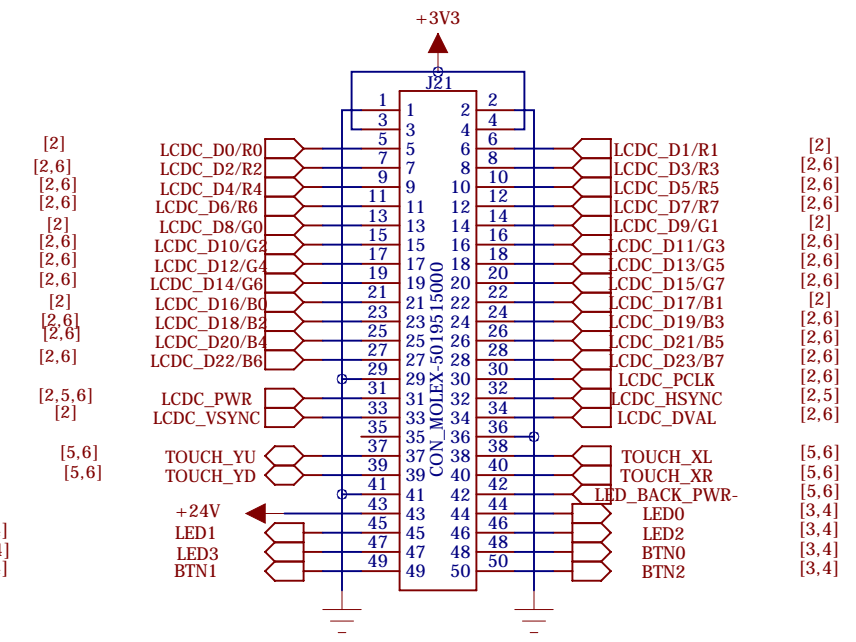 +3V3
J21
1 1 2 2
3 3 4 4
[2] LCDC_D0/R0 5 5 6 6 LCDC_D1/R1 [2]
[2,6] LCDC_D2/R2 7 7 8 8 LCDC_D3/R3 [2,6]
[2,6] LCDC_D4/R4 9 9 10 10 LCDC_D5/R5 [2,6]
[2,6] LCDC_D6/R6 11 11 12 12 LCDC_D7/R7 [2,6]
[2] LCDC_D8/G0 13 13 14 14 LCDC_D9/G1 [2]
[2,6] LCDC_D10/G2 15 15 16 16 LCDC_D11/G3 [2,6]
[2,6] LCDC_D12/G4 17 17 18 18 LCDC_D13/G5 [2,6]
[2,6] LCDC_D14/G6 19 19 20 20 LCDC_D15/G7 [2,6]
[2] LCDC_D16/B0 21 21 22 22 LCDC_D17/B1 [2]
[2,6] LCDC_D18/B2 23 23 24 24 LCDC_D19/B3 [2,6]
[2,6] LCDC_D20/B4 25 25 26 26 LCDC_D21/B5 [2,6]
[2,6] LCDC_D22/B6 27 27 28 28 LCDC_D23/B7 [2,6]
29 29 30 30 LCDC_PCLK [2,6]
[2,5,6] LCDC_PWR 31 31 32 32 LCDC_HSYNC [2,5]
[2] LCDC_VSYNC 33 33 34 34 LCDC_DVAL [2,6]
35 35 36 36
[5,6] TOUCH_YU 37 37 38 38 TOUCH_XL [5,6]
[5,6] TOUCH_YD 39 39 40 40 TOUCH_XR [5,6]
41 41 42 42 LED_BACK_PWR- [5,6]
+24V 43 43 44 44 LED0 [3,4]
LED1 45 45 46 46 LED2 [3,4]
LED3 47 47 48 48 BTN0 [3,4]
BTN1 49 49 50 50 BTN2 [3,4]
CON_MOLEX-5019515000